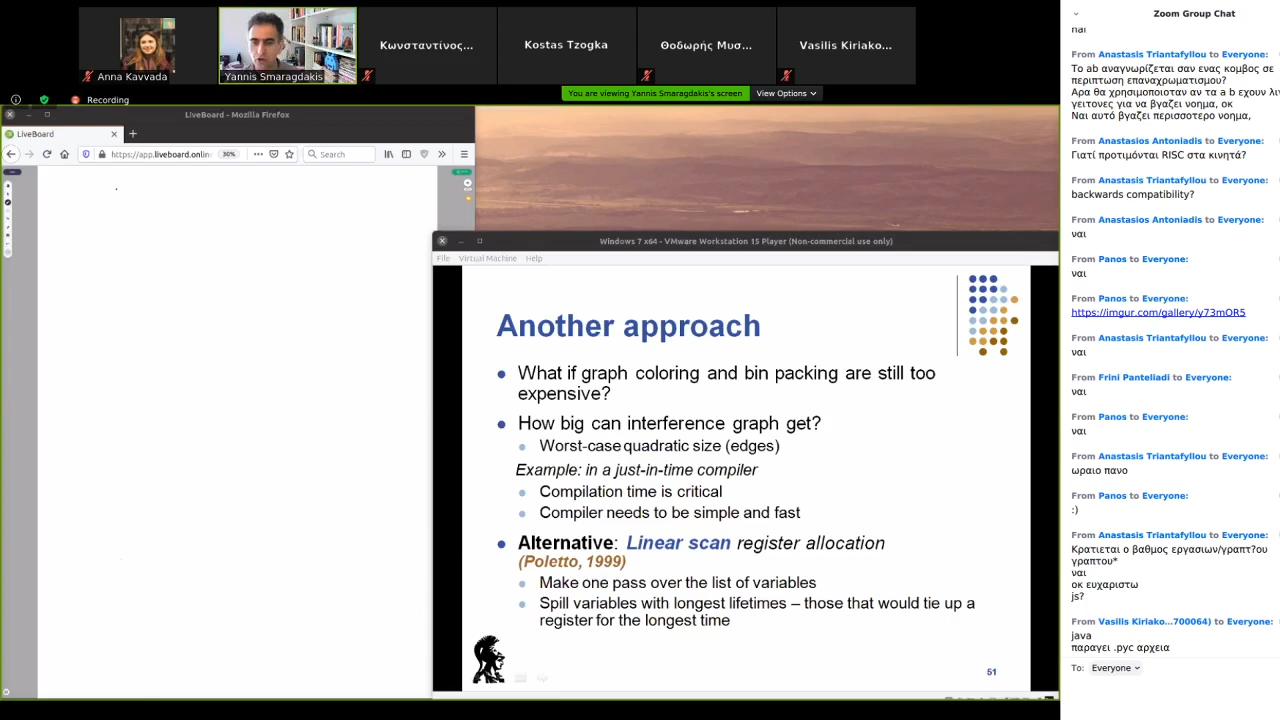 Anna Kavvada
Yannis Smaragdakis
Κωνσταντίνος...
Kostas Tzogka
Θοδωρής Μυσ...
Vasilis Kiriako...
Recording
You are viewing Yannis Smaragdakis's screen
View Options
LiveBoard - Mozilla Firefox
LiveBoard
https://app.liveboard.onlin
30%
Search
Windows 7 x64 - VMware Workstation 15 Player (Non-commercial use only)
File Virtual Machine Help
Another approach
What if graph coloring and bin packing are still too
expensive?
How big can interference graph get?
Worst-case quadratic size (edges)
Example: in a just-in-time compiler
Compilation time is critical
Compiler needs to be simple and fast
Alternative: Linear scan register allocation
(Poletto, 1999)
Make one pass over the list of variables
Spill variables with longest lifetimes – those that would tie up a
register for the longest time
51
Zoom Group Chat
ναι
From Anastasis Triantafyllou to Everyone:
Το ab αναγνωρίζεται σαν ενας κομβος σε
περιπτωση επαναχρωματισμου?
Αρα θα χρησιμοποιοταν αν τα a b εχουν λι
γειτονες για να βγαζει νοημα, οκ
Ναι αυτό βγαζει περισσοτερο νοημα,
From Anastasios Antoniadis to Everyone:
Γιατί προτιμόνται RISC στα κινητά?
From Anastasis Triantafyllou to Everyone:
backwards compatibility?
From Anastasios Antoniadis to Everyone:
ναι
From Panos to Everyone:
ναι
From Panos to Everyone:
https://imgur.com/gallery/y73mOR5
From Anastasis Triantafyllou to Everyone:
ναι
From Frini Panteliadi to Everyone:
ναι
From Panos to Everyone:
ναι
From Anastasis Triantafyllou to Everyone:
ωραιο πανο
From Panos to Everyone:
:)
From Anastasis Triantafyllou to Everyone:
Κρατιεται ο βαθμος εργασιων/γραπτ?ου
γραπτου*
ναι
οκ ευχαριστω
js?
From Vasilis Kiriako...700064) to Everyone:
java
παραγει .pyc αρχεια
To: Everyone